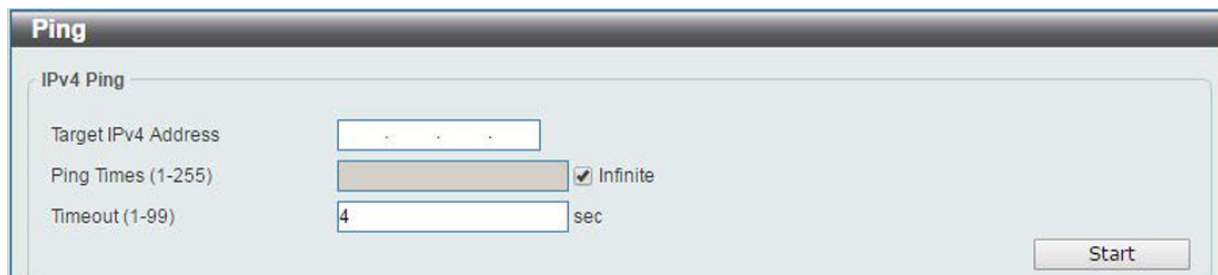 Ping
IPv4 Ping
Target IPv4 Address . . .
Ping Times (1-255) Infinite
Timeout (1-99) 4 sec
Start